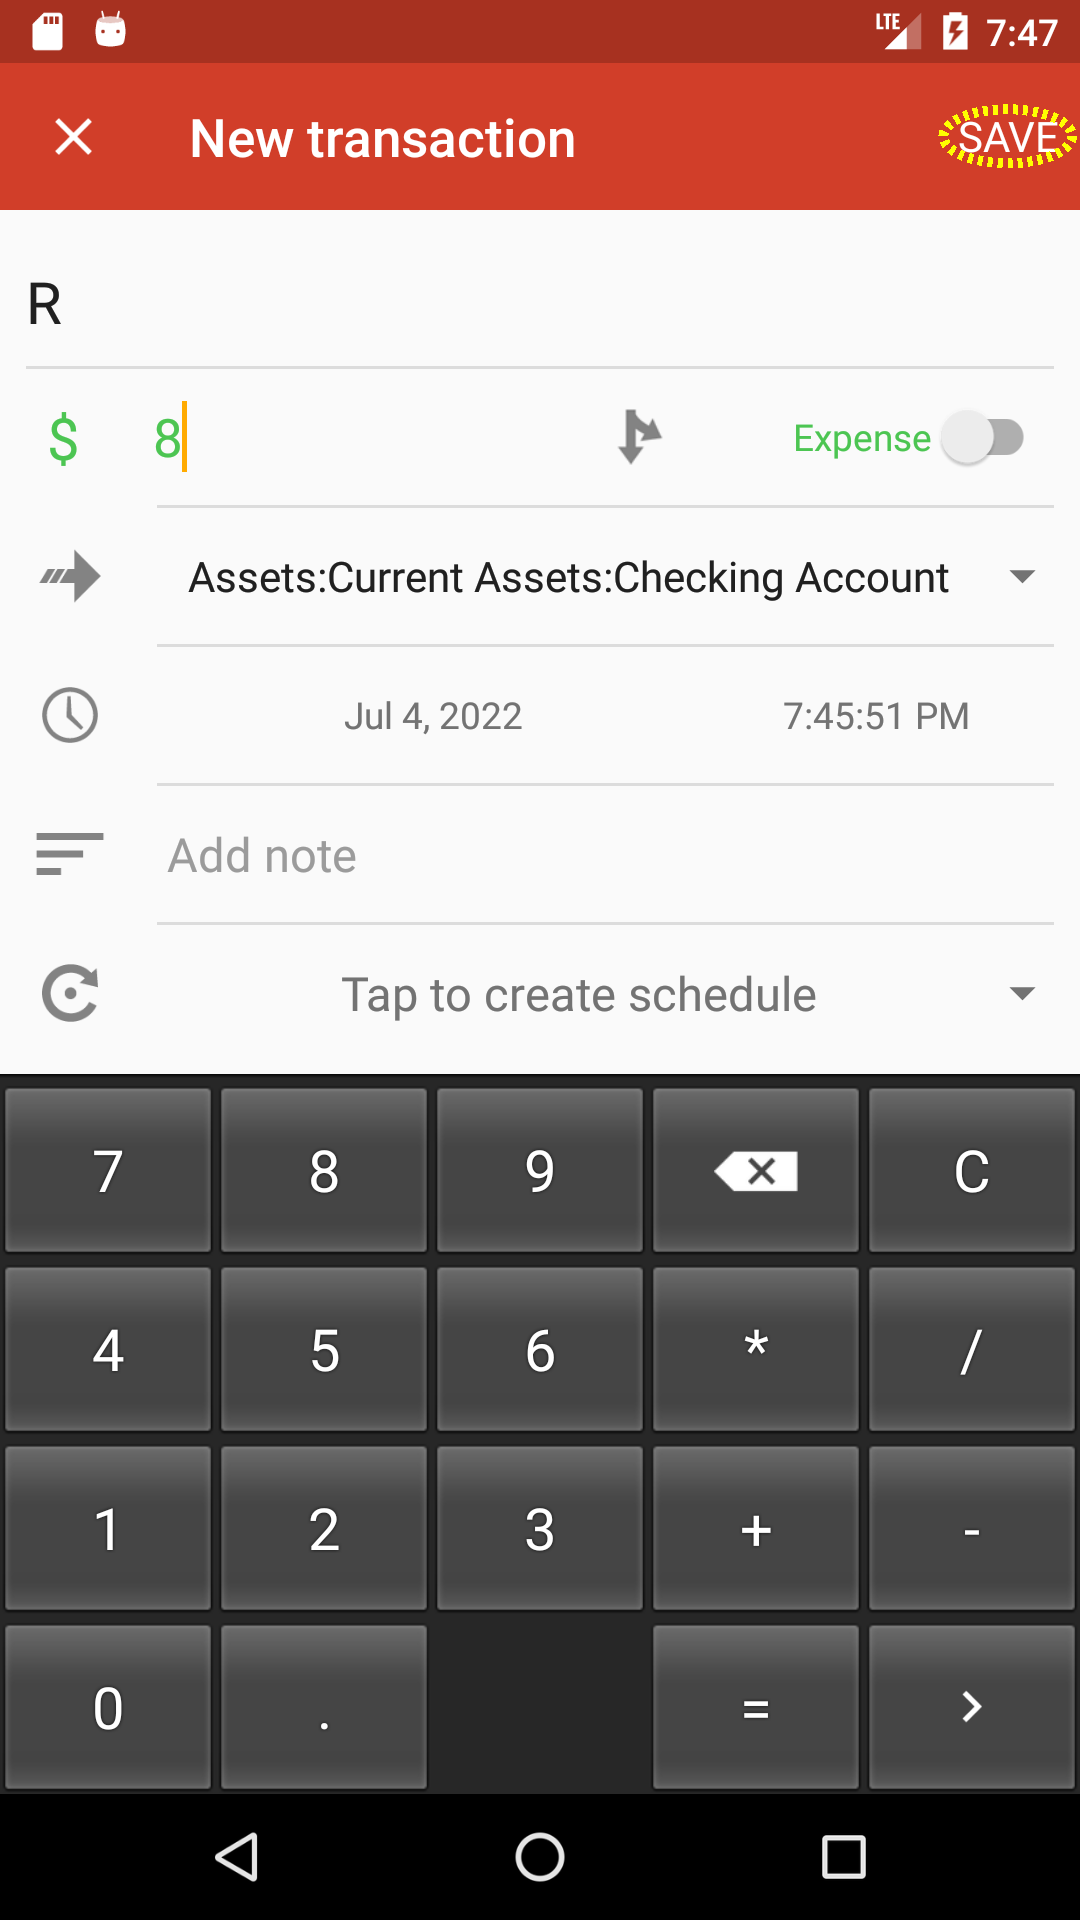 LTE 7:47
New transaction SAVE
R
$ 8 Expense
Assets:Current Assets:Checking Account
Jul 4, 2022 7:45:51 PM
Add note
Tap to create schedule
7 8 9 C
4 5 6 * /
1 2 3 + -
0 . =